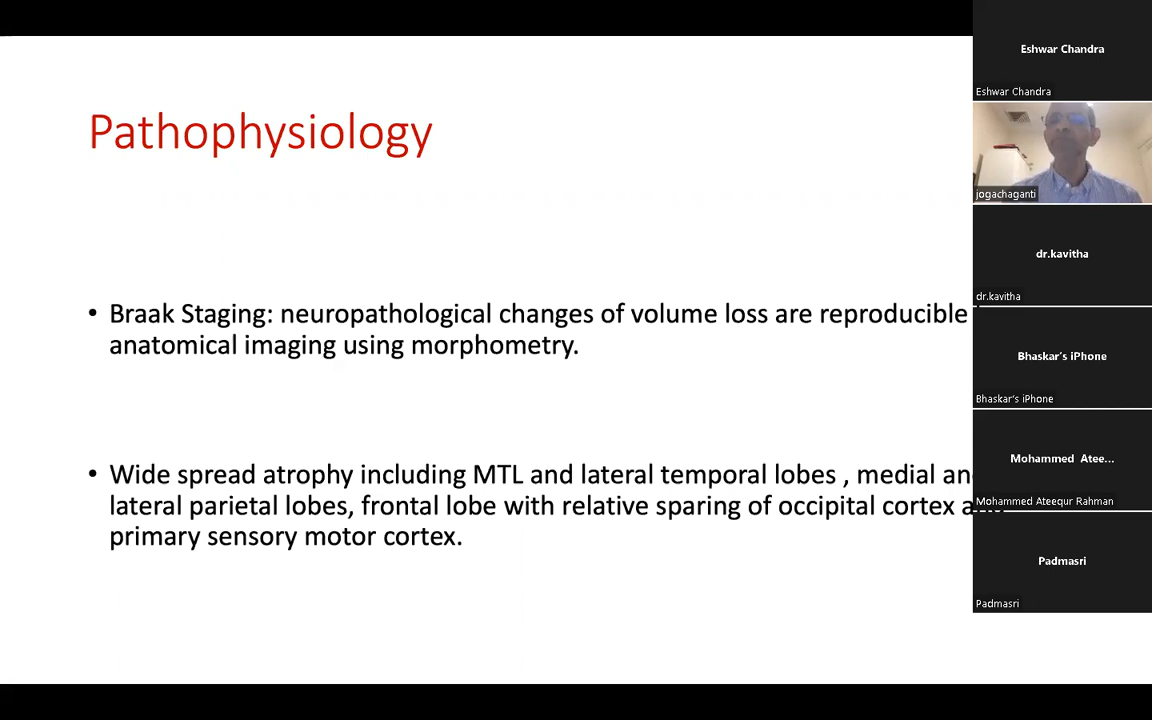 Pathophysiology
• Braak Staging: neuropathological changes of volume loss are reproducible
anatomical imaging using morphometry.
• Wide spread atrophy including MTL and lateral temporal lobes , medial
lateral parietal lobes, frontal lobe with relative sparing of occipital cortex
primary sensory motor cortex.
Eshwar Chandra
Eshwar Chandra
jogachaganti
dr.kavitha
dr.kavitha
Bhaskar's iPhone
Bhaskar's iPhone
Mohammed Atee...
Mohammed Ateequr Rahman
Padmasri
Padmasri